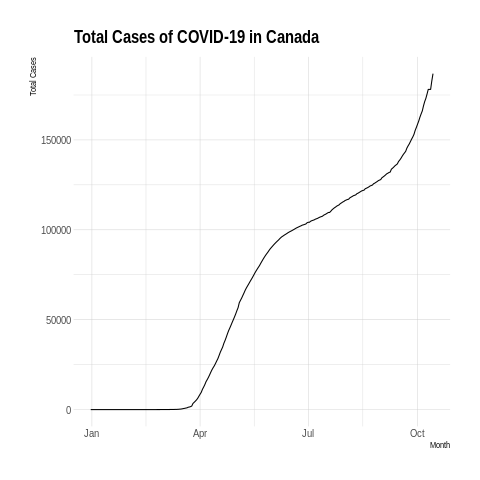 Total Cases of COVID-19 in Canada
Total Cases
150000
100000
50000
0
Jan Apr Jul Oct
Month